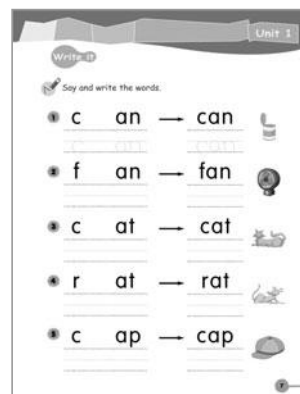 Unit 1
Write it
Say and write the words.
1 c an → can
c an can
2 f an → fan
3 c at → cat
4 r at → rat
5 c ap → cap
7